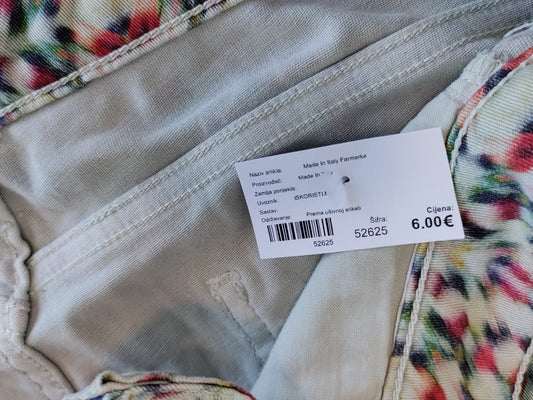 Naziv artikla: Made In Italy Farmerke
Proizvođač: Made In
Zemlja porijekla:
Uvoznik: ISKORISTI
Sastav:
Održavanje: Prema ušivnoj etiketi
52625
Šifra:
52625
Cijena:
6.00€